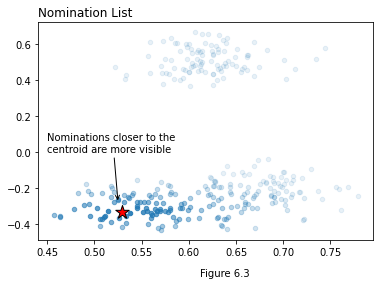 Nomination List
0.6
0.4
0.2
Nominations closer to the
centroid are more visible
0.0
−0.2
−0.4
0.45 0.50 0.55 0.60 0.65 0.70 0.75
Figure 6.3